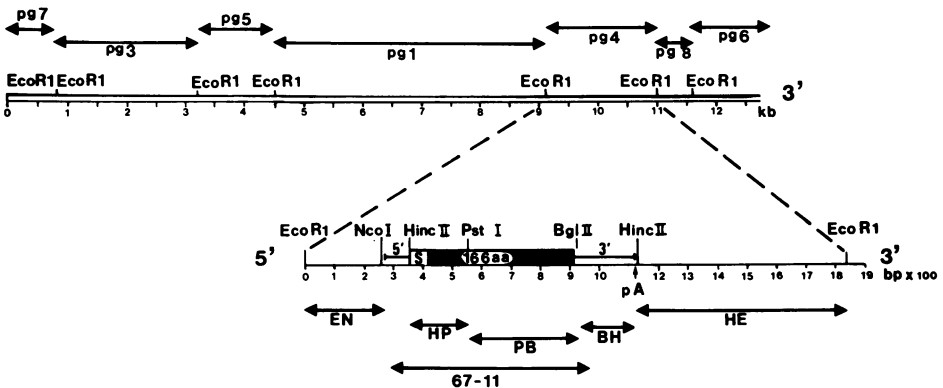 pg7 pg5 pg4 pg6
pg3 pg1 pg8
EcoR1 EcoR1 EcoR1 EcoR1 EcoR1 EcoR1 EcoR1
3'
0 1 2 3 4 5 6 7 8 9 10 11 12 kb
EcoR1 NcoI HincII Pst I BglII HincII EcoR1
5' 5' S 166aa 3' 3'
0 1 2 3 4 5 6 7 8 9 10 11 12 13 14 15 16 17 18 19 bp x 100
pA
EN HP PB BH HE
67-11